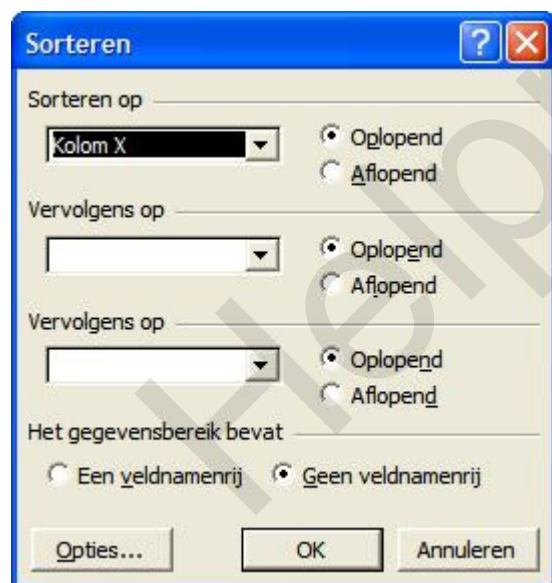 Sorteren
Sorteren op
Kolom X
Oplopend
Aflopend
Vervolgens op
Oplopend
Aflopend
Vervolgens op
Oplopend
Aflopend
Het gegevensbereik bevat
Een veldnamenrij Geen veldnamenrij
Opties... OK Annuleren
Help